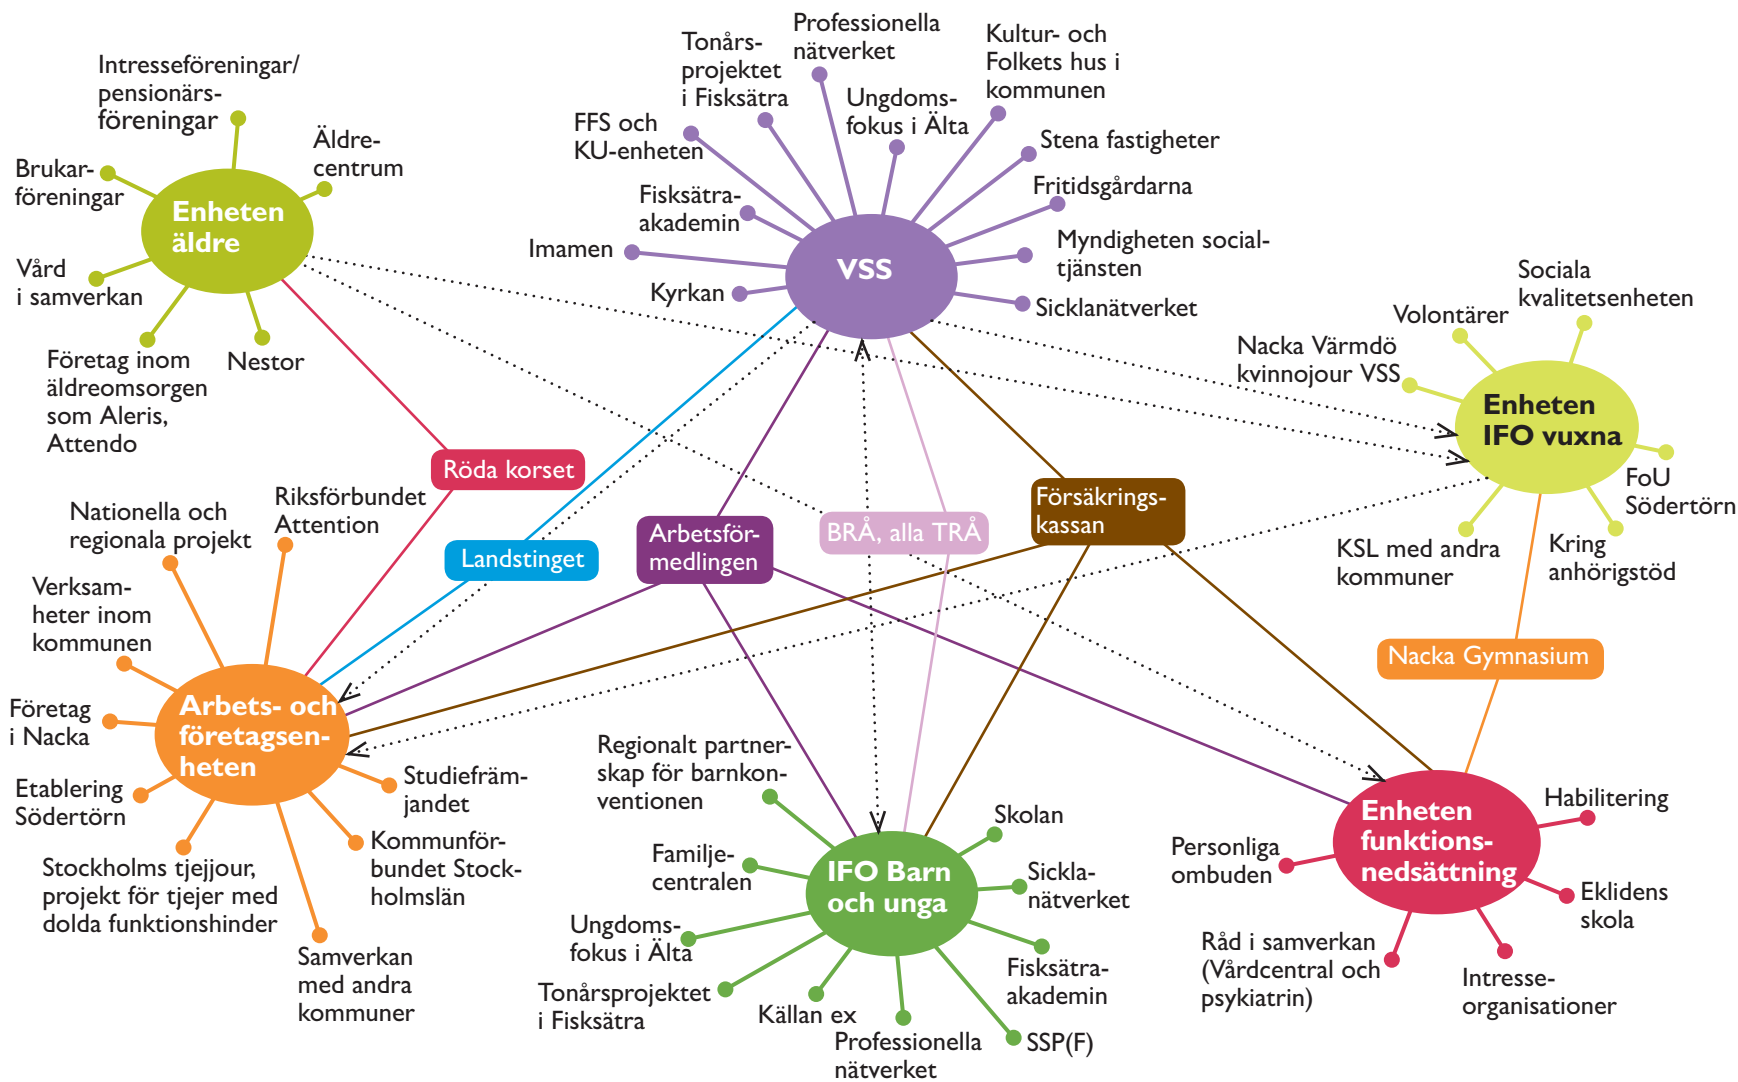 Intresseföreningar/
pensionärs-
föreningar
Äldre-
centrum
Brukar-
föreningar
Enheten
äldre
Vård
i samverkan
Företag inom
äldreomsorgen
som Aleris,
Attendo
Nestor
Professionella
nätverket
Tonårs-
projektet
i Fisksätra
Kultur- och
Folkets hus i
kommunen
Ungdoms-
fokus i Älta
FFS och
KU-enheten
Stena fastigheter
Fisksätra-
akademin
Fritidsgårdarna
Imamen
Myndigheten social-
tjänsten
VSS
Kyrkan
Sicklanätverket
Sociala
kvalitetsenheten
Volontärer
Nacka Värmdö
kvinnojour VSS
Enheten
IFO vuxna
FoU
Södertörn
KSL med andra
kommuner
Kring
anhörigstöd
Röda korset
Landstinget
Arbetsför-
medlingen
BRÅ, alla TRÅ
Försäkrings-
kassan
Nacka Gymnasium
Riksförbundet
Attention
Nationella och
regionala projekt
Verksam-
heter inom
kommunen
Företag
i Nacka
Arbets- och
företagsen-
heten
Etablering
Södertörn
Studiefräm-
jandet
Kommunför-
bundet Stock-
holmslän
Stockholms tjejjour,
projekt för tjejer med
dolda funktionshinder
Samverkan
med andra
kommuner
Regionalt partner-
skap för barnkon-
ventionen
Skolan
Familje-
centralen
IFO Barn
och unga
Sickla-
nätverket
Ungdoms-
fokus i Älta
Fisksätra-
akademin
Tonårsprojektet
i Fisksätra
Källan ex
Professionella
nätverket
SSP(F)
Habilitering
Enheten
funktions-
nedsättning
Personliga
ombuden
Eklidens
skola
Råd i samverkan
(Vårdcentral och
psykiatrin)
Intresse-
organisationer